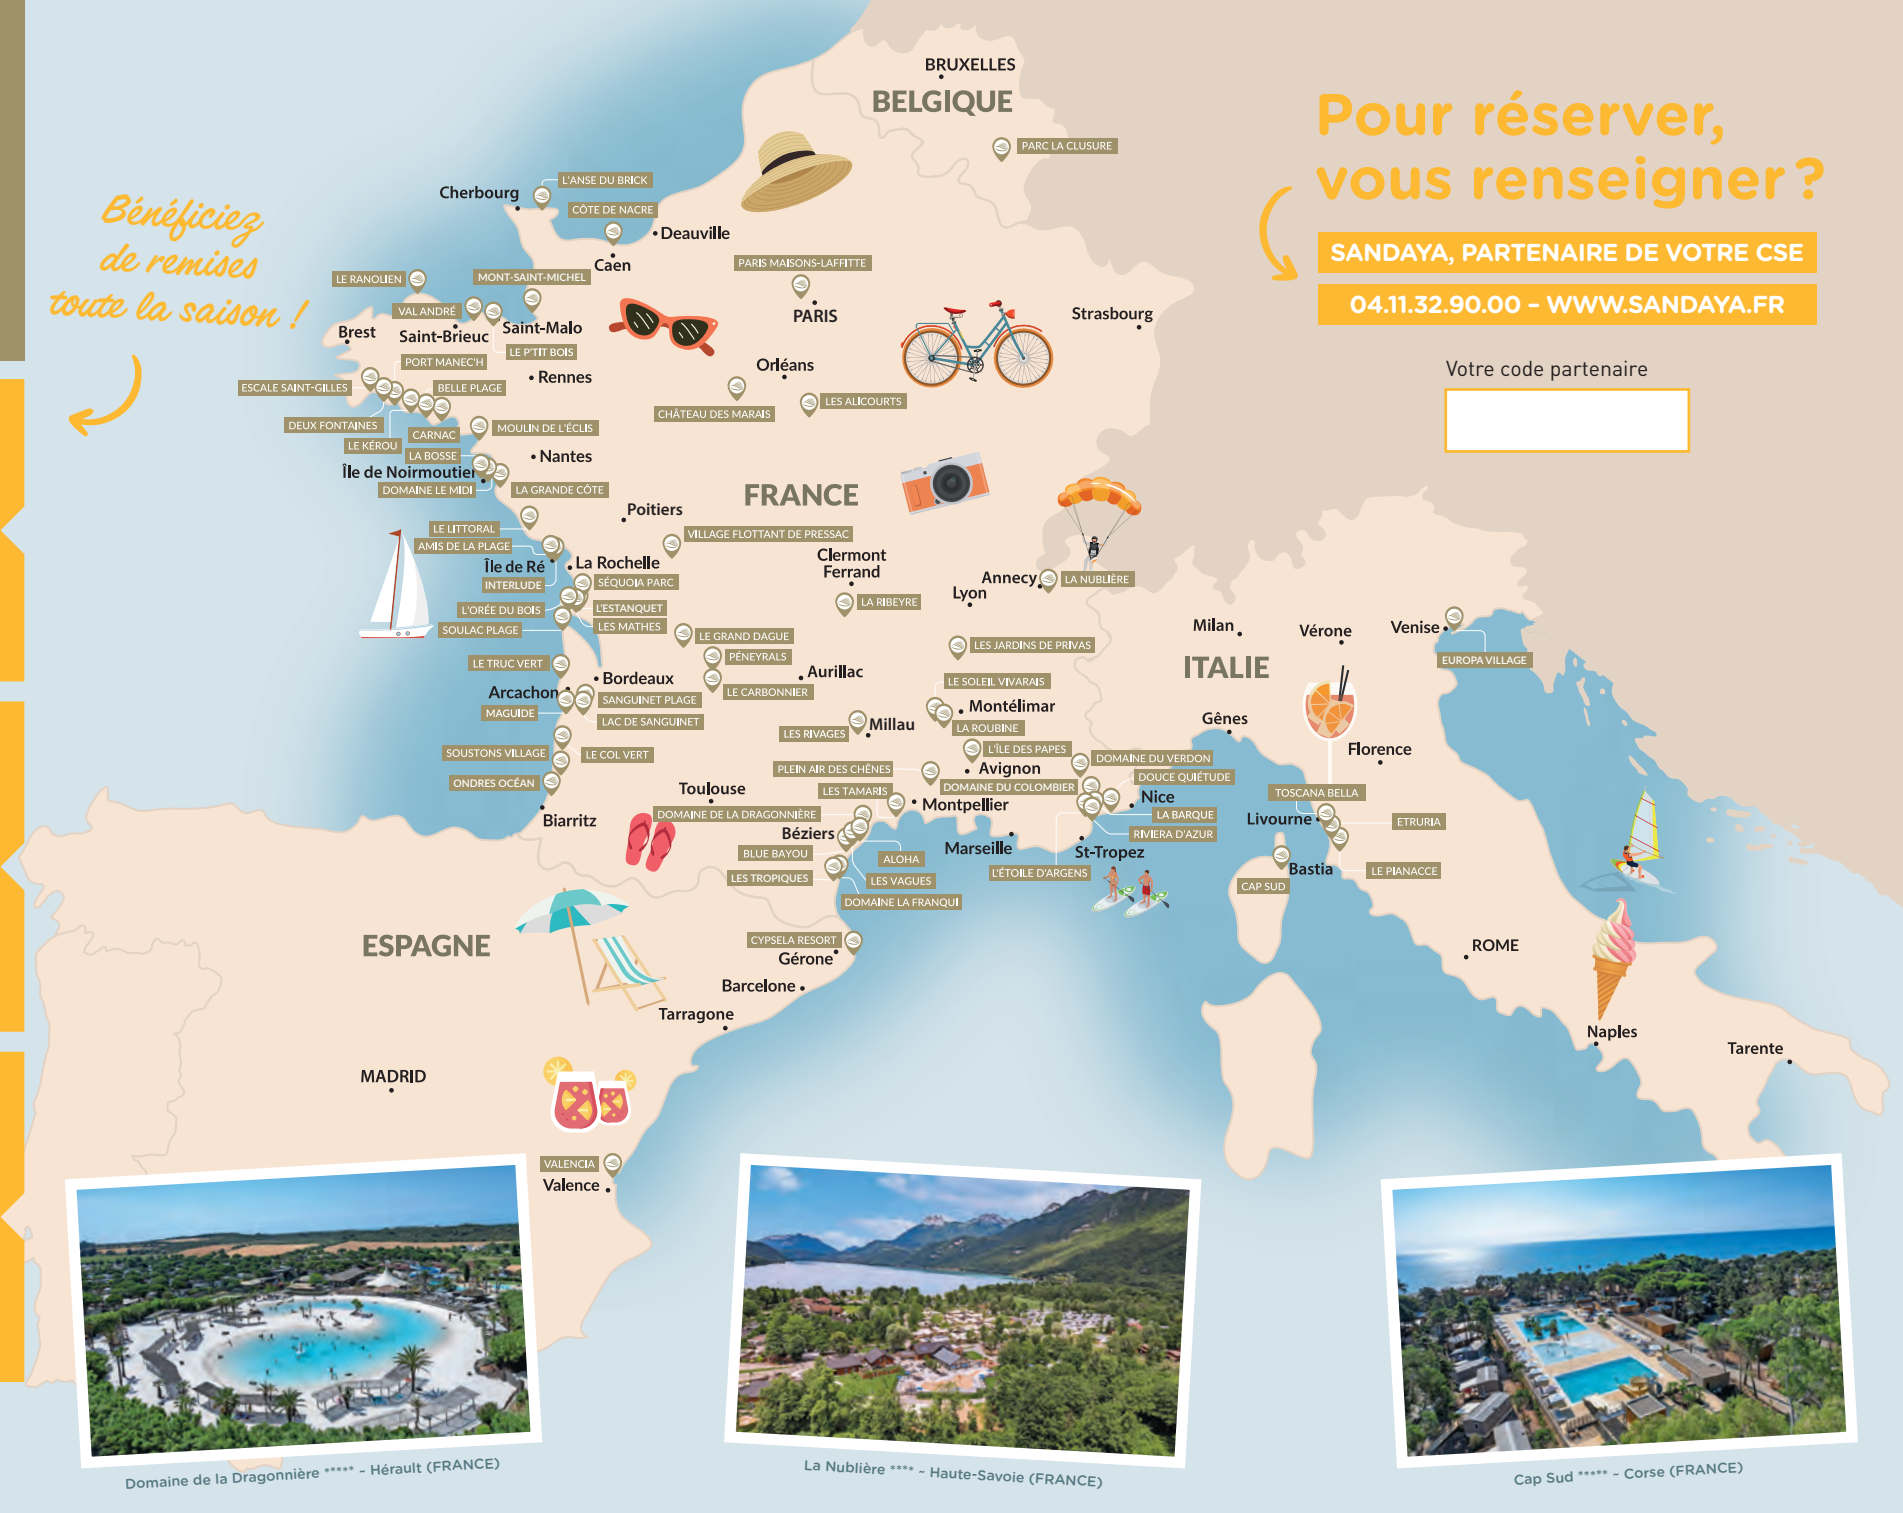 BRUXELLES
BELGIQUE
PARC LA CLUSURE
Pour réserver,
vous renseigner ?
SANDAYA, PARTENAIRE DE VOTRE CSE
04.11.32.90.00 – WWW.SANDAYA.FR
Votre code partenaire
Bénéficiez
de remises
toute la saison !
L'ANSE DU BRICK
Cherbourg
CÔTE DE NACRE
Deauville
Caen
PARIS MAISONS-LAFFITTE
LE RANOLIEN
MONT-SAINT-MICHEL
VAL ANDRÉ
PARIS
Strasbourg
Brest
Saint-Brieuc
Saint-Malo
LE P'TIT BOIS
PORT MANEC'H
Rennes
Orléans
ESCALE SAINT-GILLES
BELLE PLAGE
CHÂTEAU DES MARAIS
LES ALICOURTS
DEUX FONTAINES
CARNAC
MOULIN DE L'ÉCLIS
LE KÉROU
LA BOSSE
Nantes
Île de Noirmoutier
DOMAINE LE MIDI
LA GRANDE CÔTE
FRANCE
Poitiers
LE LITTORAL
VILLAGE FLOTTANT DE PRESSAC
AMIS DE LA PLAGE
Île de Ré
La Rochelle
Clermont
Ferrand
INTERLUDE
SÉQUOIA PARC
Annecy
LA NUBLIÈRE
Lyon
LA RIBEYRE
L'ORÉE DU BOIS
L'ESTANQUET
SOULAC PLAGE
LES MATHES
LE GRAND DAGUE
Milan
Vérone
Venise
LES JARDINS DE PRIVAS
PÉNEYRALS
EUROPA VILLAGE
LE TRUC VERT
ITALIE
Bordeaux
Aurillac
LE SOLEIL VIVARAIS
Arcachon
SANGUINET PLAGE
LE CARBONNIER
MAGUIDE
LAC DE SANGUINET
Montélimar
Gênes
LES RIVAGES
Millau
LA ROUBINE
SOUSTONS VILLAGE
LE COL VERT
L'ÎLE DES PAPES
Florence
DOMAINE DU VERDON
PLEIN AIR DES CHÊNES
Avignon
DOUCE QUIÉTUDE
ONDRES OCÉAN
Toulouse
LES TAMARIS
DOMAINE DU COLOMBIER
Nice
TOSCANA BELLA
Montpellier
DOMAINE DE LA DRAGONNIÈRE
LA BARQUE
Livourne
ETRURIA
Biarritz
Béziers
RIVIERA D'AZUR
Marseille
St-Tropez
BLUE BAYOU
ALOHA
L'ÉTOILE D'ARGENS
Bastia
LE PIANACCE
LES TROPIQUES
LES VAGUES
CAP SUD
DOMAINE LA FRANQUI
ESPAGNE
CYPSELA RESORT
Gérone
ROME
Barcelone
Tarragone
Naples
Tarente
MADRID
VALENCIA
Valence
Domaine de la Dragonnière ***** ~ Hérault (FRANCE)
La Nublière **** ~ Haute-Savoie (FRANCE)
Cap Sud ***** ~ Corse (FRANCE)